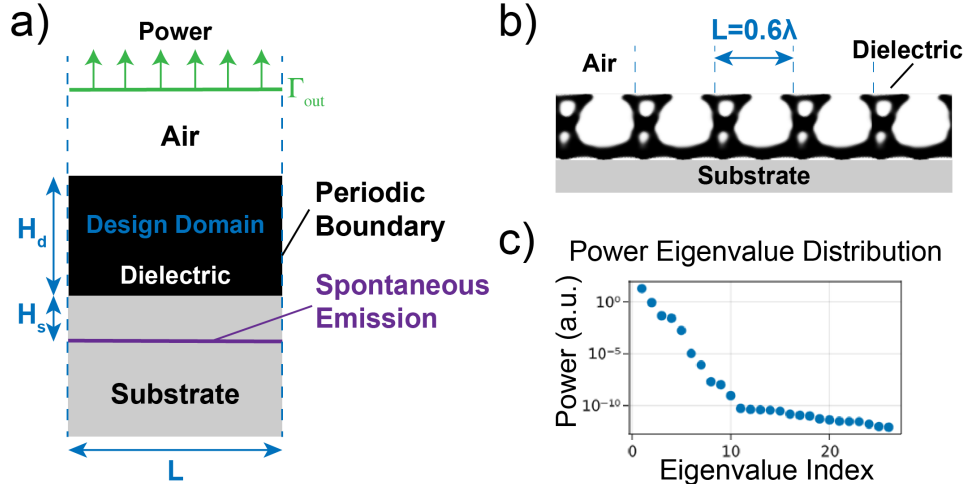 a)
Power
Γout
Air
Hd
Design Domain
Dielectric
Periodic
Boundary
Hs
Spontaneous
Emission
Substrate
L
b)
L=0.6λ
Dielectric
Air
Substrate
c)
Power Eigenvalue Distribution
Power (a.u.)
10⁰
10⁻⁵
10⁻¹⁰
0 10 20
Eigenvalue Index